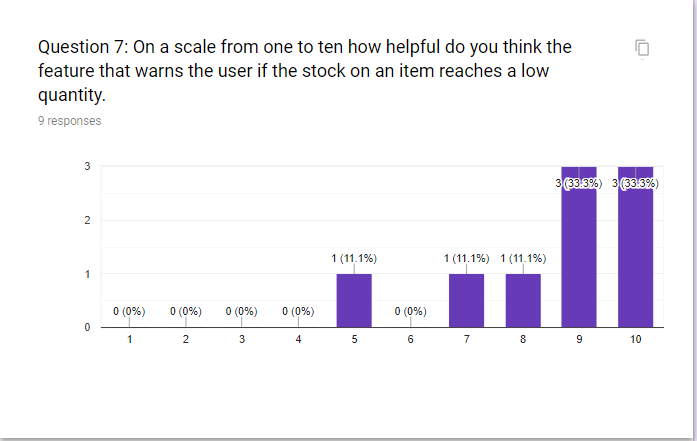 Question 7: On a scale from one to ten how helpful do you think the
feature that warns the user if the stock on an item reaches a low
quantity.
9 responses
3
3 (33.3%) 3 (33.3%)
2
1 (11.1%) 1 (11.1%) 1 (11.1%)
1
0 (0%) 0 (0%) 0 (0%) 0 (0%) 0 (0%)
0
1 2 3 4 5 6 7 8 9 10